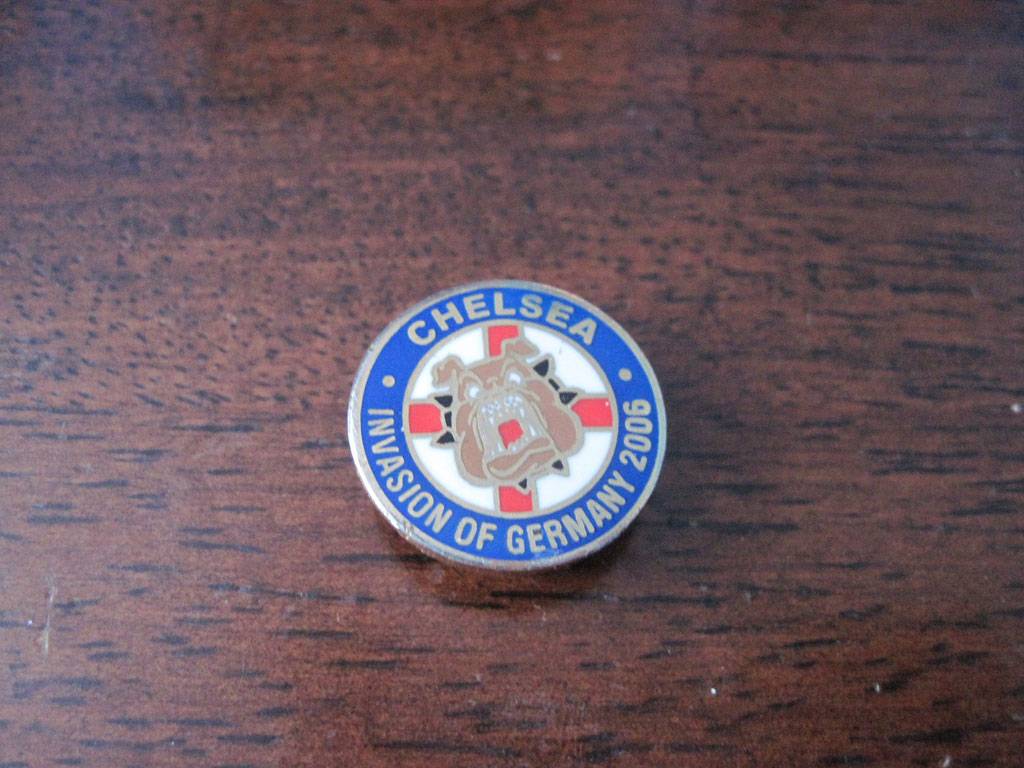 CHELSEA
INVASION OF GERMANY 2006